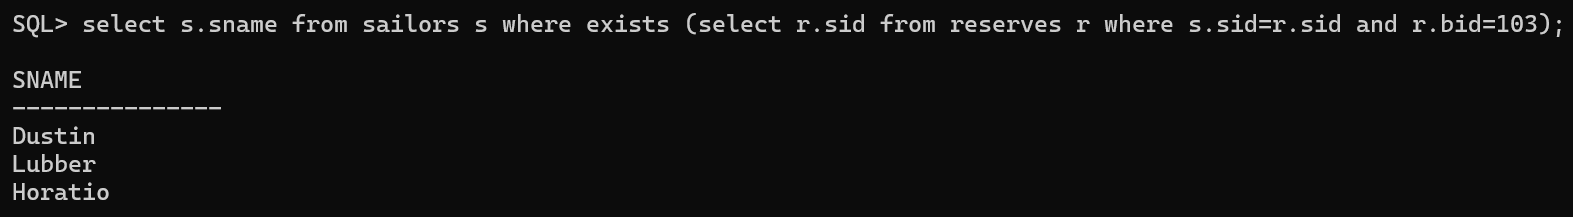 SQL> select s.sname from sailors s where exists (select r.sid from reserves r where s.sid=r.sid and r.bid=103);
SNAME
---------------
Dustin
Lubber
Horatio